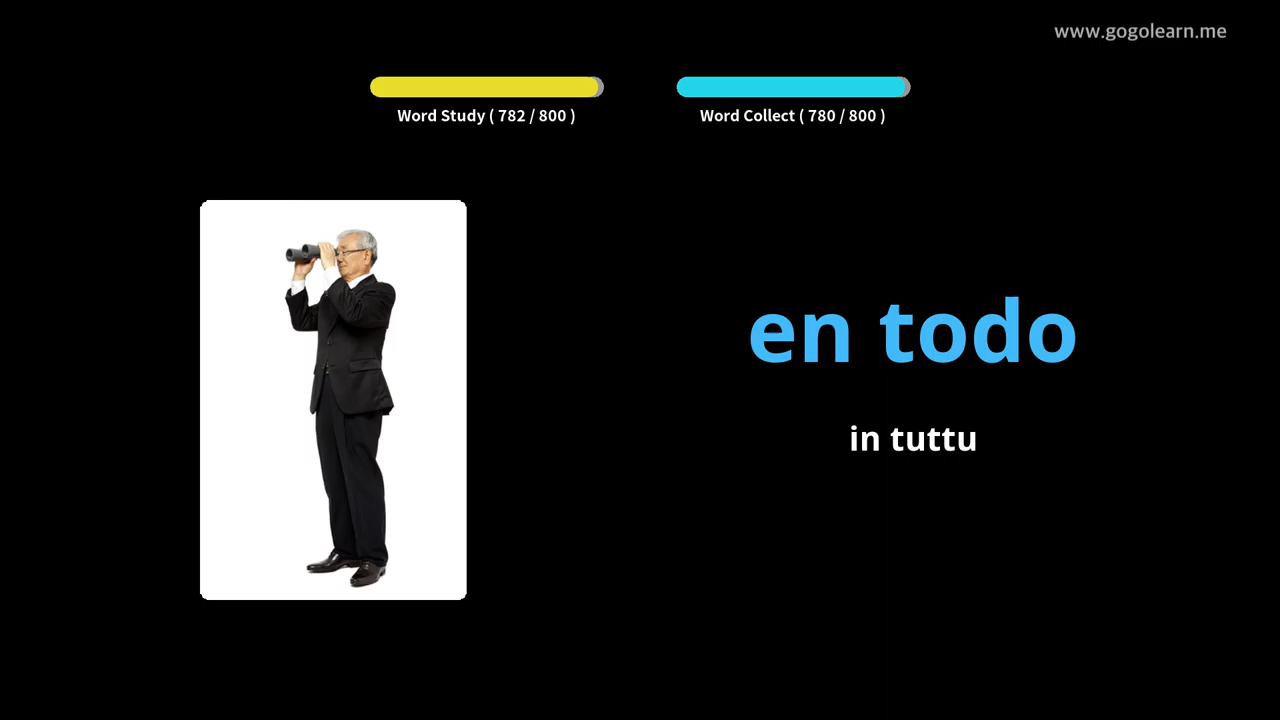 www.gogolearn.me
Word Study ( 782 / 800 )
Word Collect ( 780 / 800 )
en todo
in tuttu